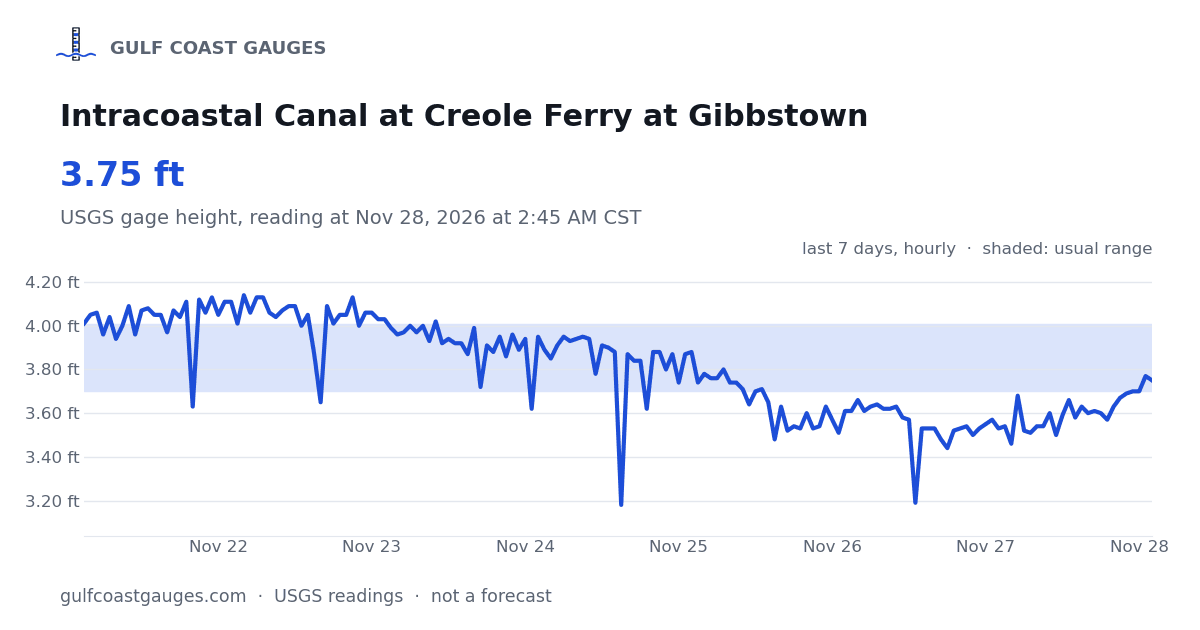 GULF COAST GAUGES
Intracoastal Canal at Creole Ferry at Gibbstown
3.75 ft
USGS gage height, reading at Nov 28, 2026 at 2:45 AM CST
last 7 days, hourly · shaded: usual range
4.20 ft
4.00 ft
3.80 ft
3.60 ft
3.40 ft
3.20 ft
Nov 22 Nov 23 Nov 24 Nov 25 Nov 26 Nov 27 Nov 28
gulfcoastgauges.com · USGS readings · not a forecast